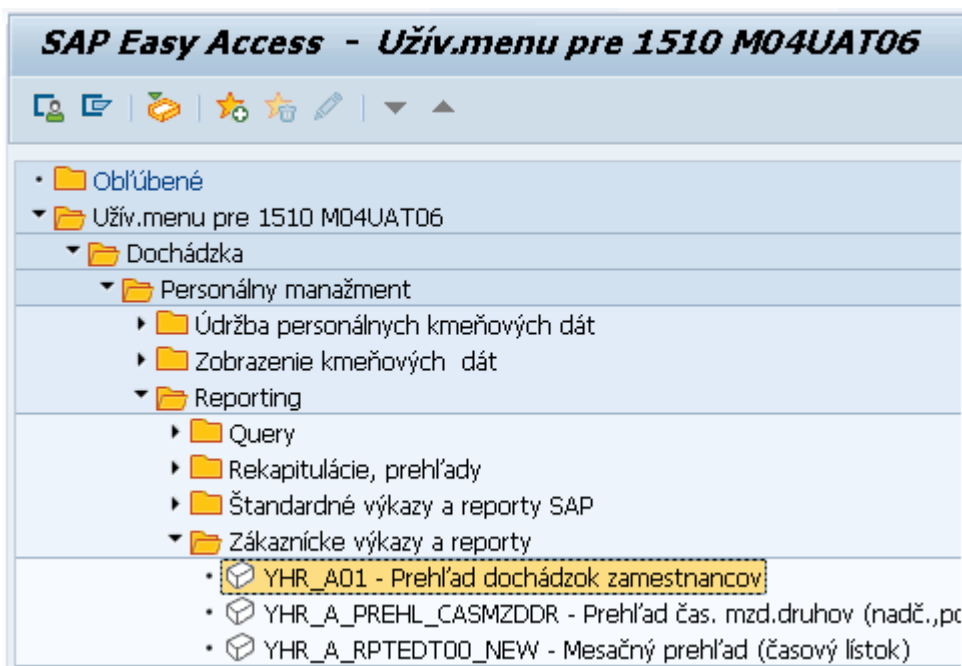 SAP Easy Access - Užív.menu pre 1510 M04UAT06
Obľúbené
Užív.menu pre 1510 M04UAT06
Dochádzka
Personálny manažment
Údržba personálnych kmeňových dát
Zobrazenie kmeňových dát
Reporting
Query
Rekapitulácie, prehľady
Štandardné výkazy a reporty SAP
Zákaznícke výkazy a reporty
YHR_A01 - Prehľad dochádzok zamestnancov
YHR_A_PREHL_CASMZDDR - Prehľad čas. mzd.druhov (nadč.,
YHR_A_RPTEDT00_NEW - Mesačný prehľad (časový lístok)